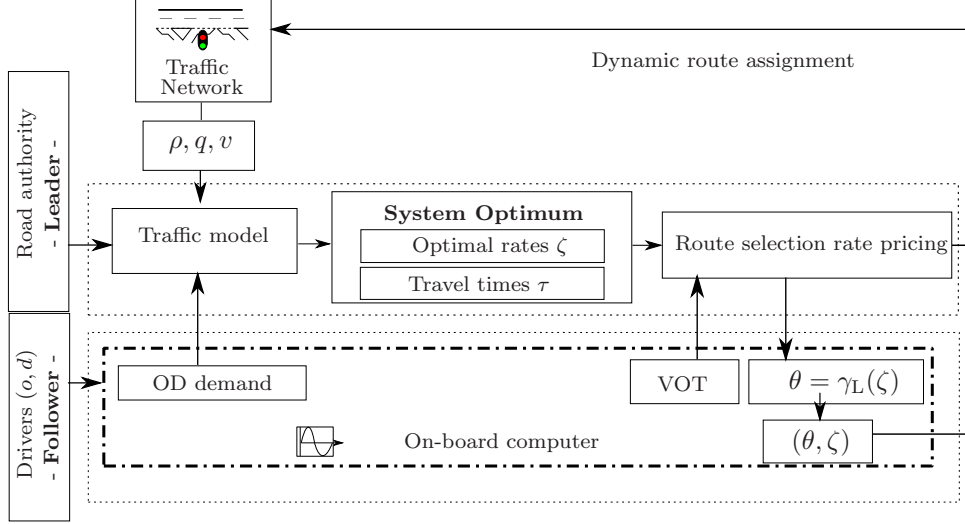 Traffic
Network
Dynamic route assignment
ρ, q, v
Road authority
- Leader -
Traffic model
System Optimum
Optimal rates ζ
Travel times τ
Route selection rate pricing
Drivers (o, d)
- Follower -
OD demand
VOT
θ = γ_L(ζ)
On-board computer
(θ, ζ)